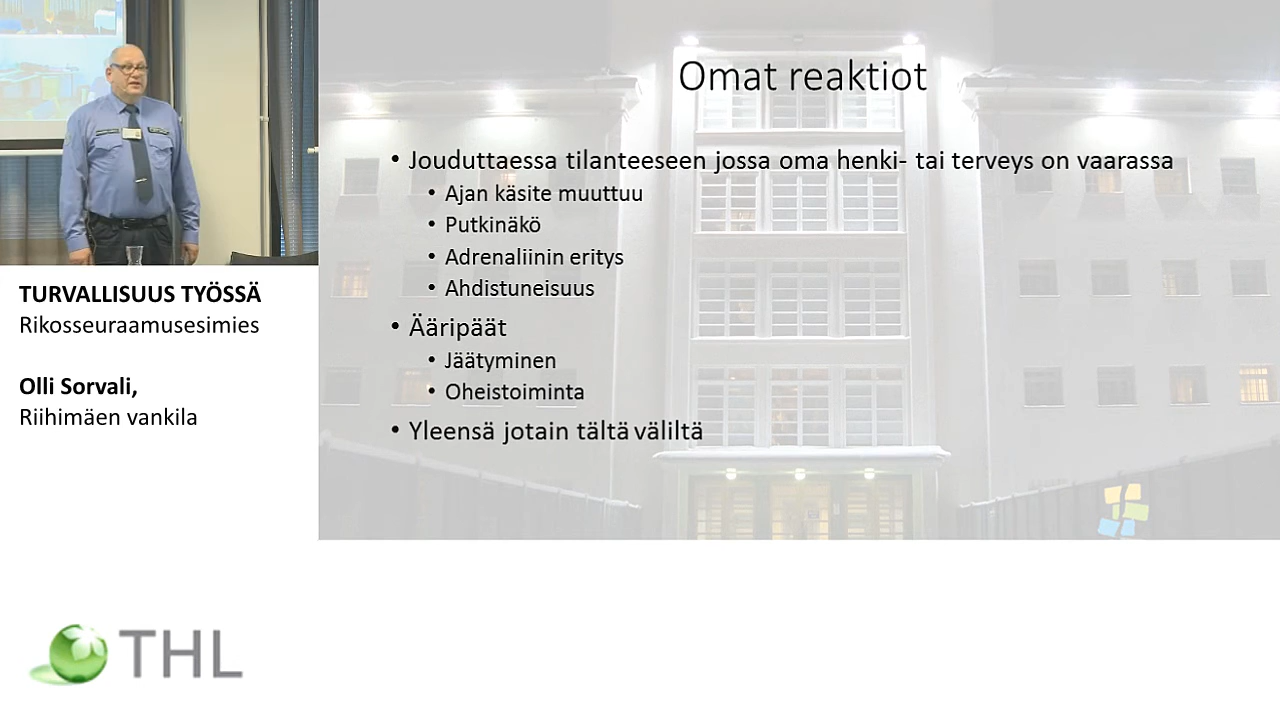 Omat reaktiot
• Jouduttaessa tilanteeseen jossa oma henki- tai terveys on vaarassa
• Ajan käsite muuttuu
• Putkinäkö
• Adrenaliinin eritys
• Ahdistuneisuus
• Ääripäät
• Jäätyminen
• Oheistoiminta
• Yleensä jotain tältä väliltä
TURVALLISUUS TYÖSSÄ
Rikosseuraamusesimies
Olli Sorvali,
Riihimäen vankila
THL